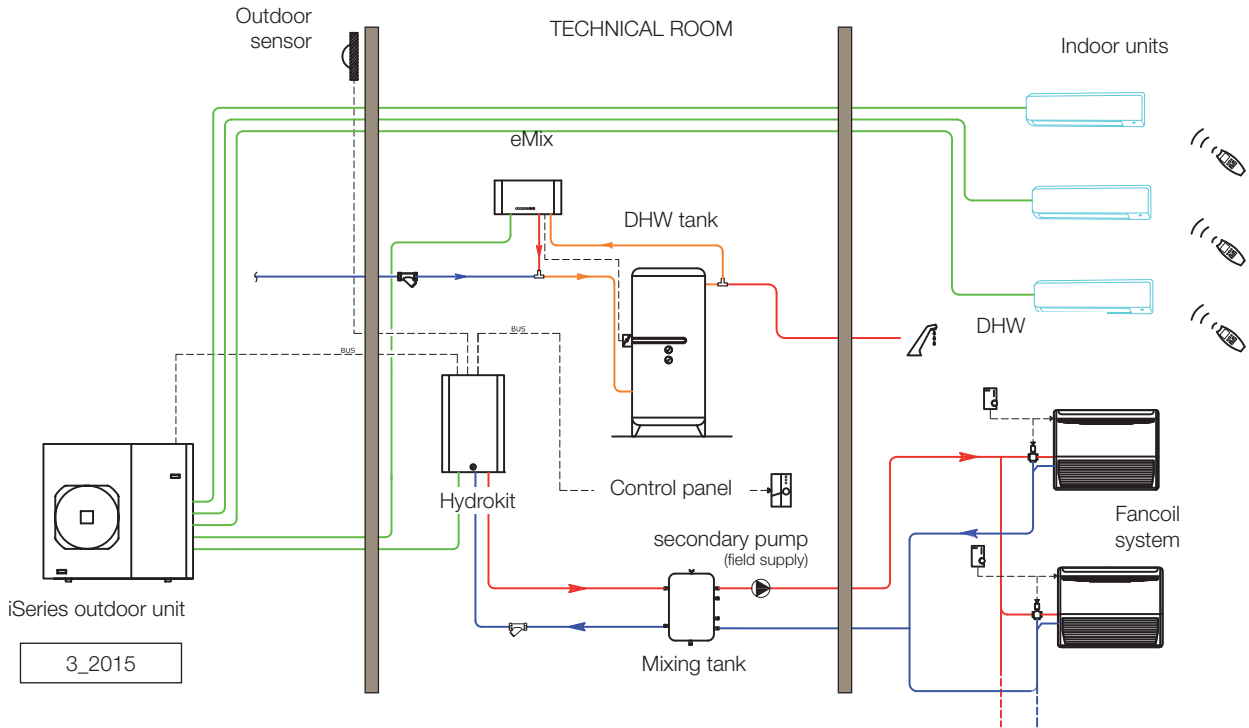 Outdoor
sensor
TECHNICAL ROOM
Indoor units
eMix
DHW tank
DHW
BUS
BUS
Hydrokit
Control panel
secondary pump
(field supply)
Fancoil
system
iSeries outdoor unit
Mixing tank
3_2015